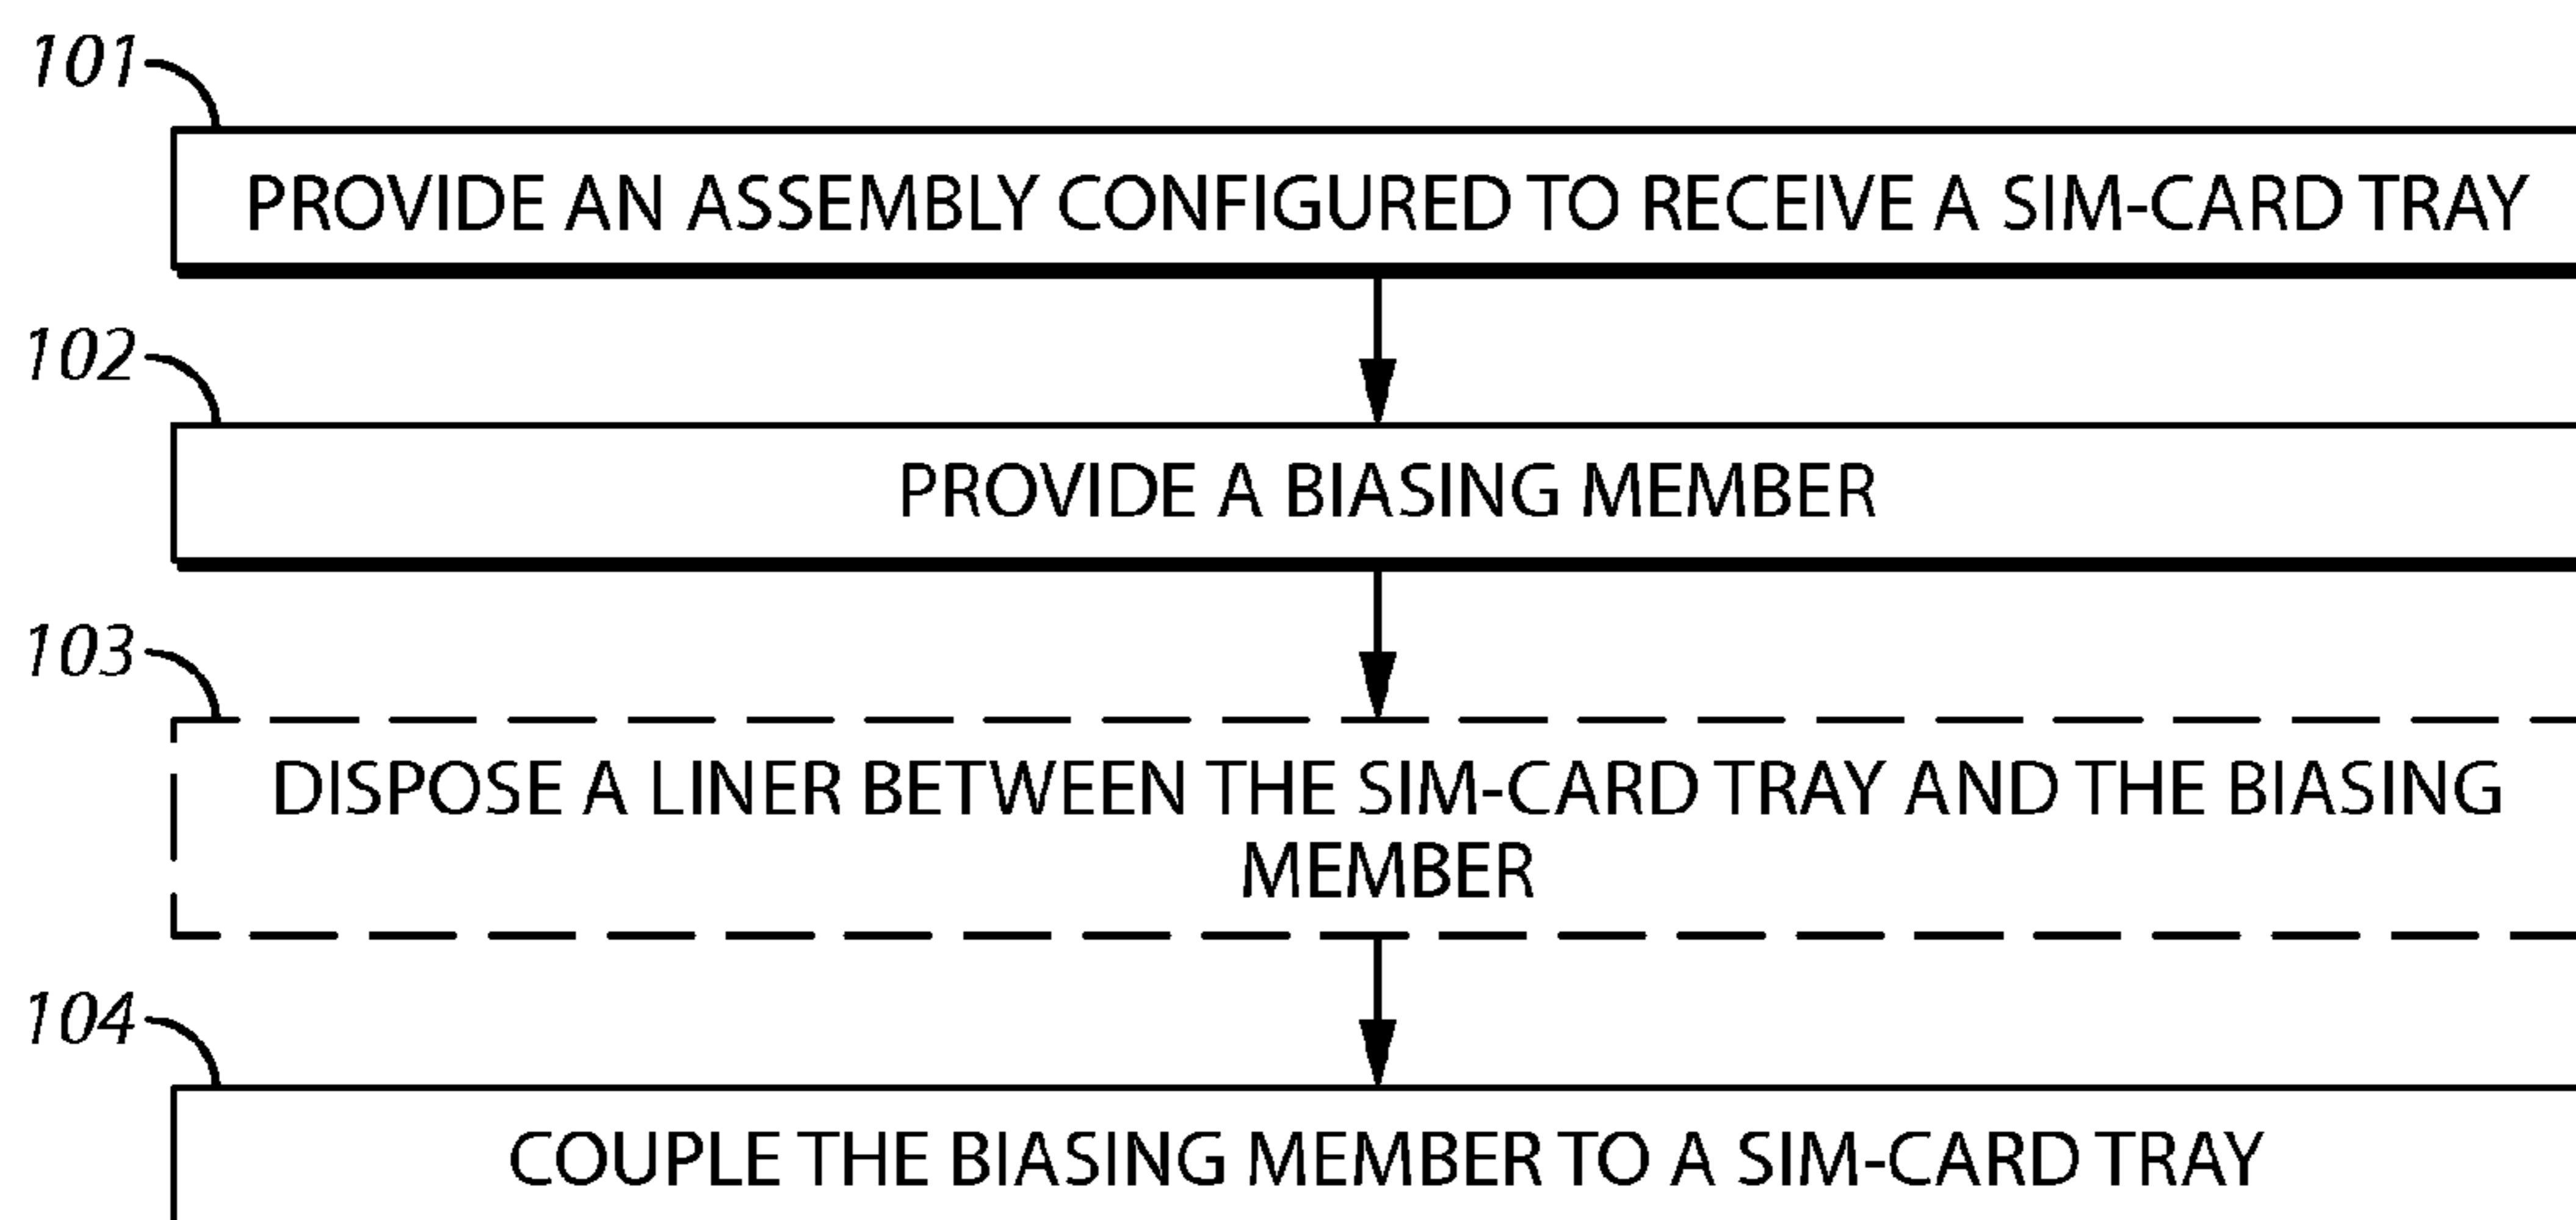 101
PROVIDE AN ASSEMBLY CONFIGURED TO RECEIVE A SIM-CARD TRAY
102
PROVIDE A BIASING MEMBER
103
DISPOSE A LINER BETWEEN THE SIM-CARD TRAY AND THE BIASING
MEMBER
104
COUPLE THE BIASING MEMBER TO A SIM-CARD TRAY